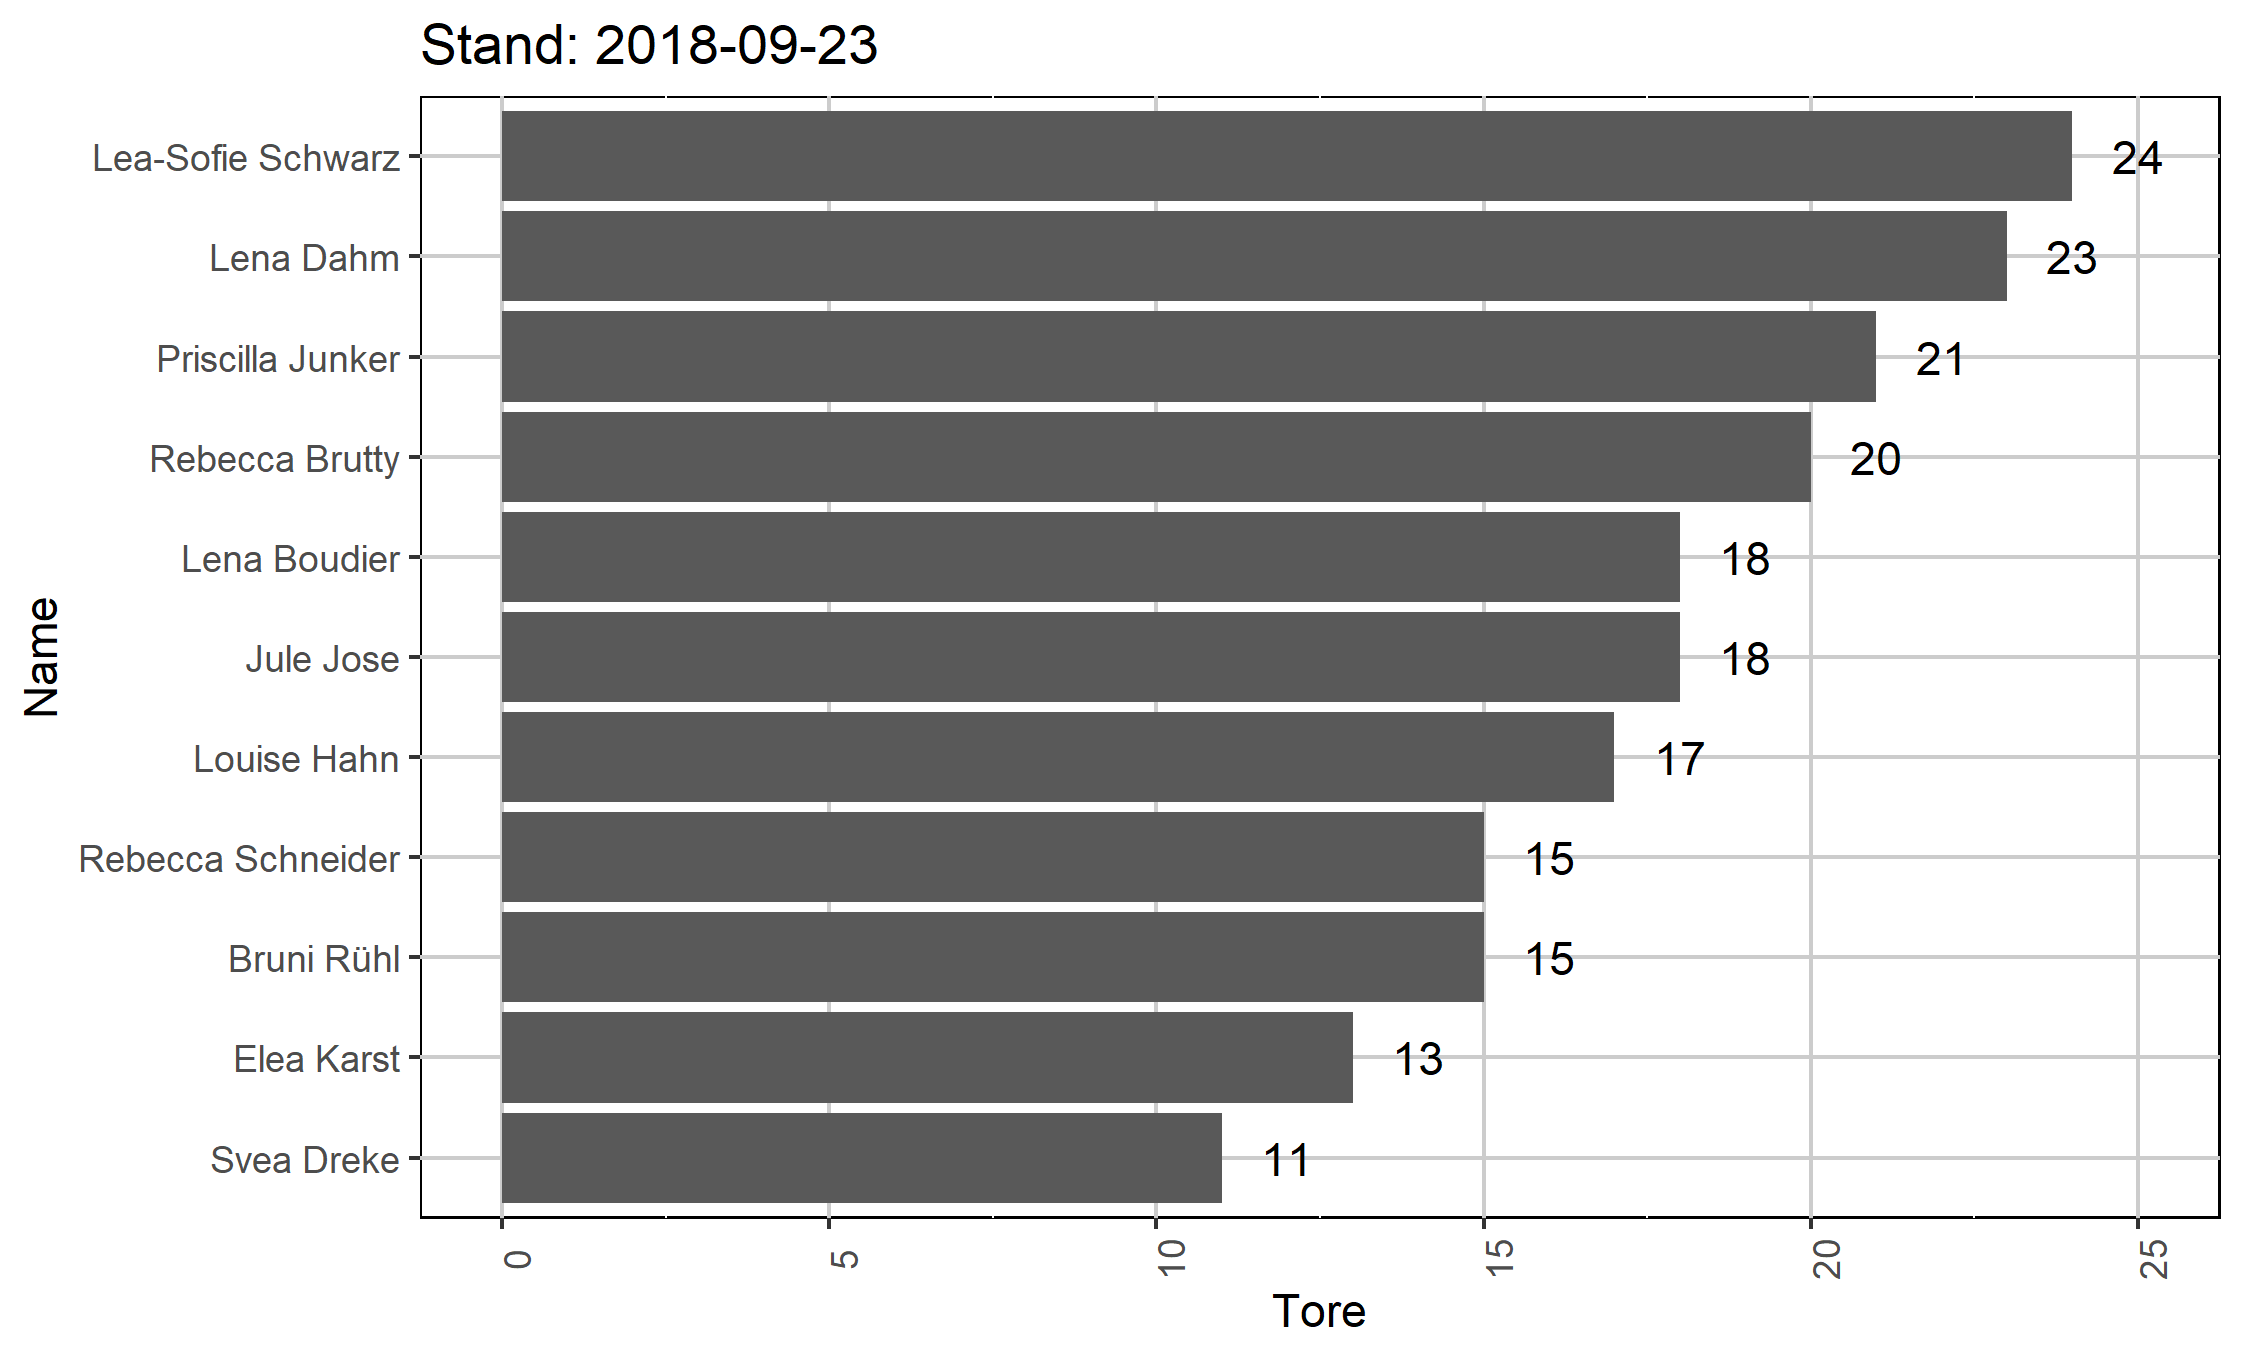 Stand: 2018-09-23
Name
Lea-Sofie Schwarz 24
Lena Dahm 23
Priscilla Junker 21
Rebecca Brutty 20
Lena Boudier 18
Jule Jose 18
Louise Hahn 17
Rebecca Schneider 15
Bruni Rühl 15
Elea Karst 13
Svea Dreke 11
0 5 10 15 20 25
Tore